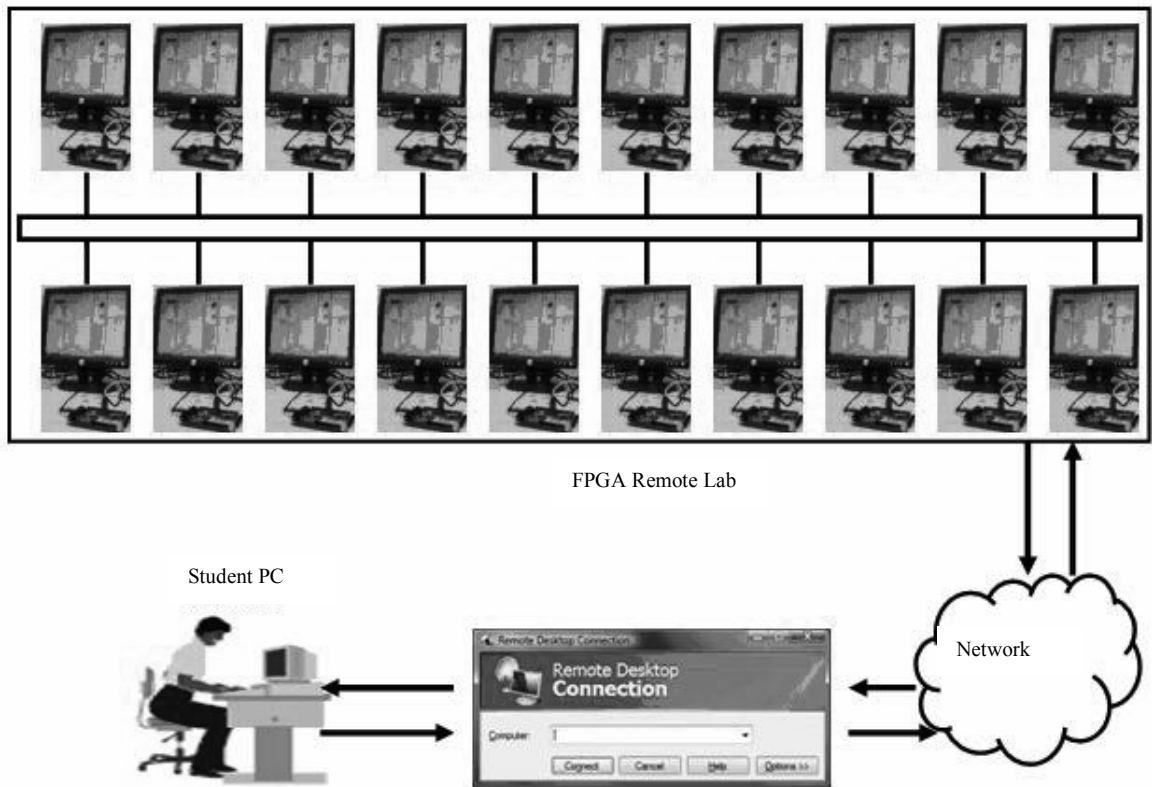 FPGA Remote Lab
Student PC
Remote Desktop Connection
Remote Desktop
Connection
Network
Computer:
Connect
Cancel
Help
Options >>